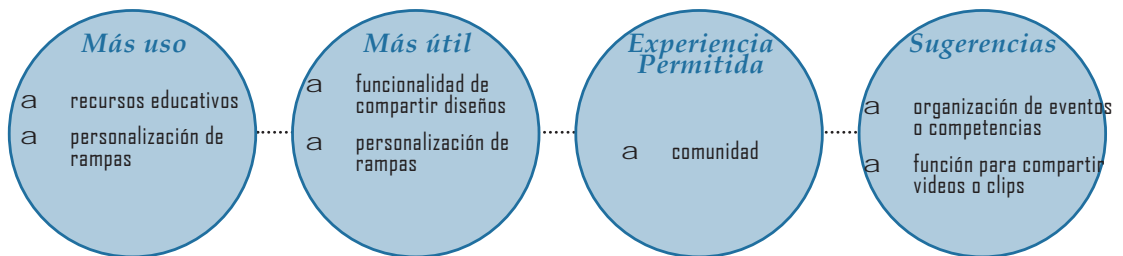 Más uso
a recursos educativos
a personalización de
rampas
Más útil
a funcionalidad de
compartir diseños
a personalización de
rampas
Experiencia
Permitida
a comunidad
Sugerencias
a organización de eventos
o competencias
a función para compartir
videos o clips